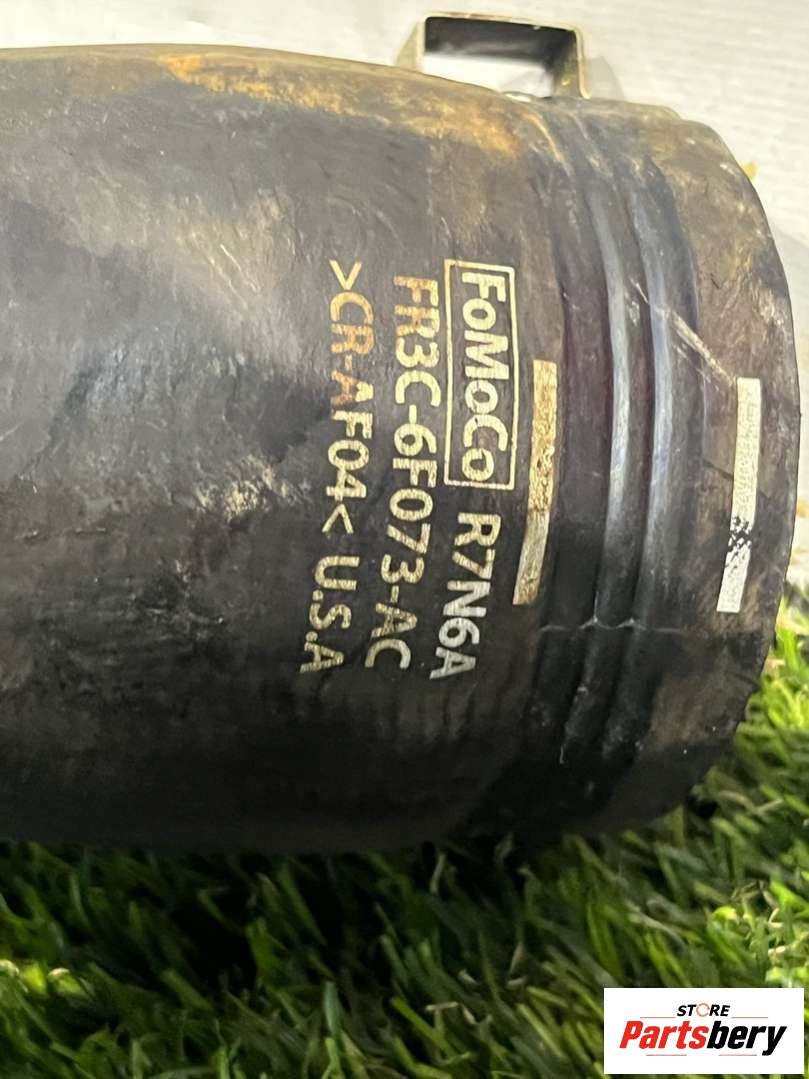 FoMoCo R7N6A
FR3C-6F073-AC
>CR-AF04< U.S.A
STORE
Partsbery